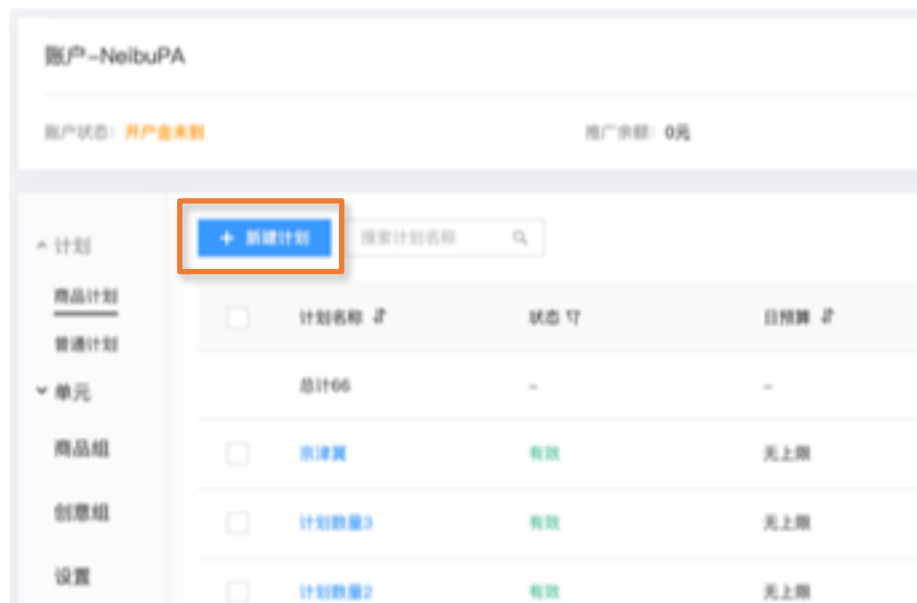 账户-NeibuPA
账户状态: 开户金未到 推广余额: 0元
计划
+ 新建计划 搜索计划名称
商品计划
计划名称 状态 日预算
普通计划
总计66 - -
单元
商品组
京津冀 有效 无上限
创意组
计划数量3 有效 无上限
设置
计划数量2 有效 无上限